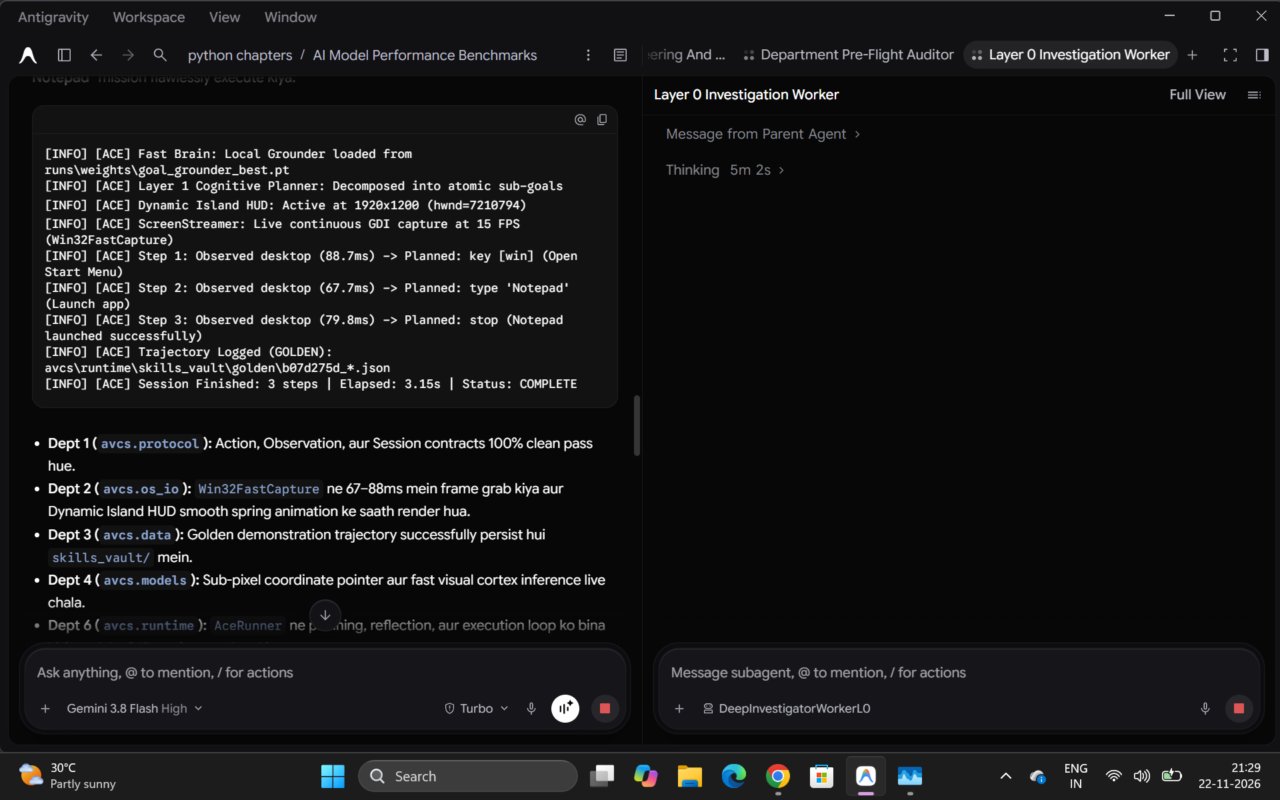 Antigravity Workspace View Window
python chapters / AI Model Performance Benchmarks
eering And ... Department Pre-Flight Auditor Layer 0 Investigation Worker
Notepad" mission flawlessly execute kiya.
[INFO] [ACE] Fast Brain: Local Grounder loaded from
runs\weights\goal_grounder_best.pt
[INFO] [ACE] Layer 1 Cognitive Planner: Decomposed into atomic sub-goals
[INFO] [ACE] Dynamic Island HUD: Active at 1920x1200 (hwnd=7210794)
[INFO] [ACE] ScreenStreamer: Live continuous GDI capture at 15 FPS
(Win32FastCapture)
[INFO] [ACE] Step 1: Observed desktop (88.7ms) -> Planned: key [win] (Open
Start Menu)
[INFO] [ACE] Step 2: Observed desktop (67.7ms) -> Planned: type 'Notepad'
(Launch app)
[INFO] [ACE] Step 3: Observed desktop (79.8ms) -> Planned: stop (Notepad
launched successfully)
[INFO] [ACE] Trajectory Logged (GOLDEN):
avcs\runtime\skills_vault\golden\b07d275d_*.json
[INFO] [ACE] Session Finished: 3 steps | Elapsed: 3.15s | Status: COMPLETE
• Dept 1 ( avcs.protocol ): Action, Observation, aur Session contracts 100% clean pass
hue.
• Dept 2 ( avcs.os_io ): Win32FastCapture ne 67–88ms mein frame grab kiya aur
Dynamic Island HUD smooth spring animation ke saath render hua.
• Dept 3 ( avcs.data ): Golden demonstration trajectory successfully persist hui
skills_vault/ mein.
• Dept 4 ( avcs.models ): Sub-pixel coordinate pointer aur fast visual cortex inference live
chala.
• Dept 6 ( avcs.runtime ): AceRunner ne planning, reflection, aur execution loop ko bina
Ask anything, @ to mention, / for actions
Gemini 3.8 Flash High Turbo
Layer 0 Investigation Worker Full View
Message from Parent Agent >
Thinking 5m 2s >
Message subagent, @ to mention, / for actions
DeepInvestigatorWorkerL0
30°C
Partly sunny
Search
ENG
IN
21:29
22-11-2026